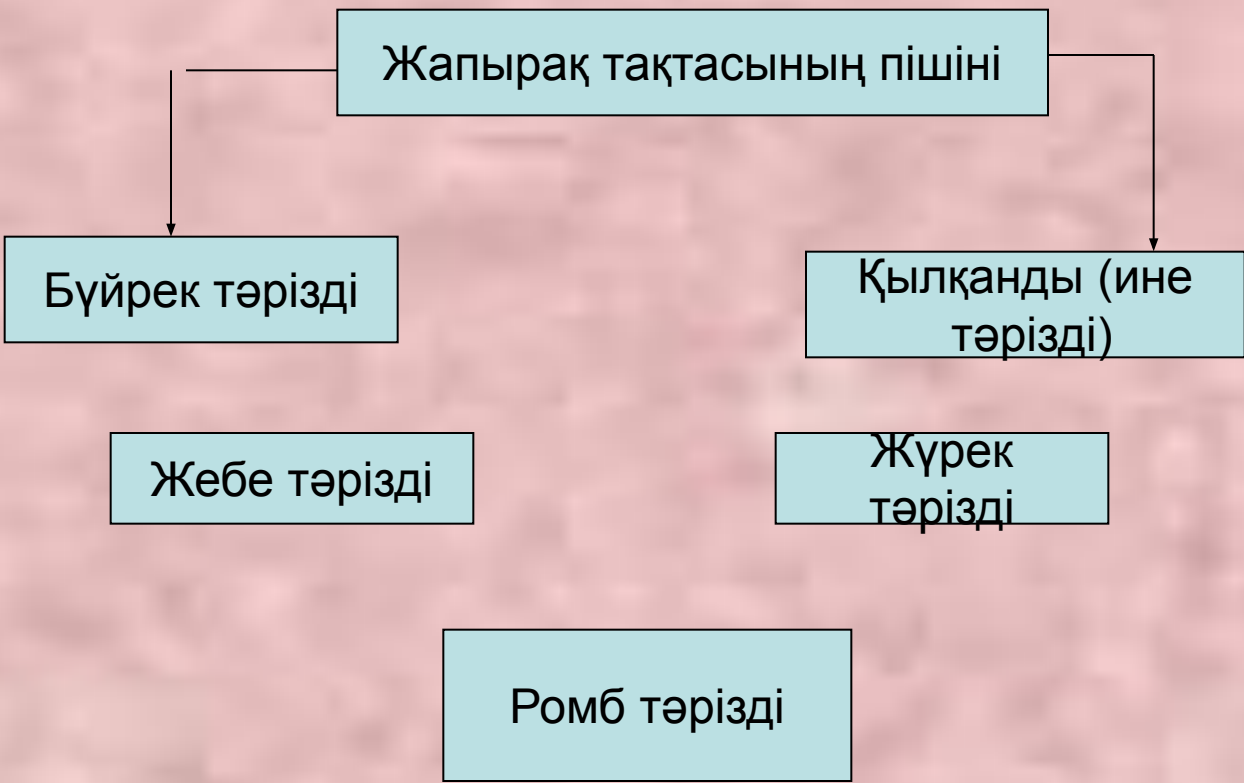 Жапырақ тақтасының пішіні
Бүйрек тәрізді
Қылқанды (ине
тәрізді)
Жебе тәрізді
Жүрек
тәрізді
Ромб тәрізді